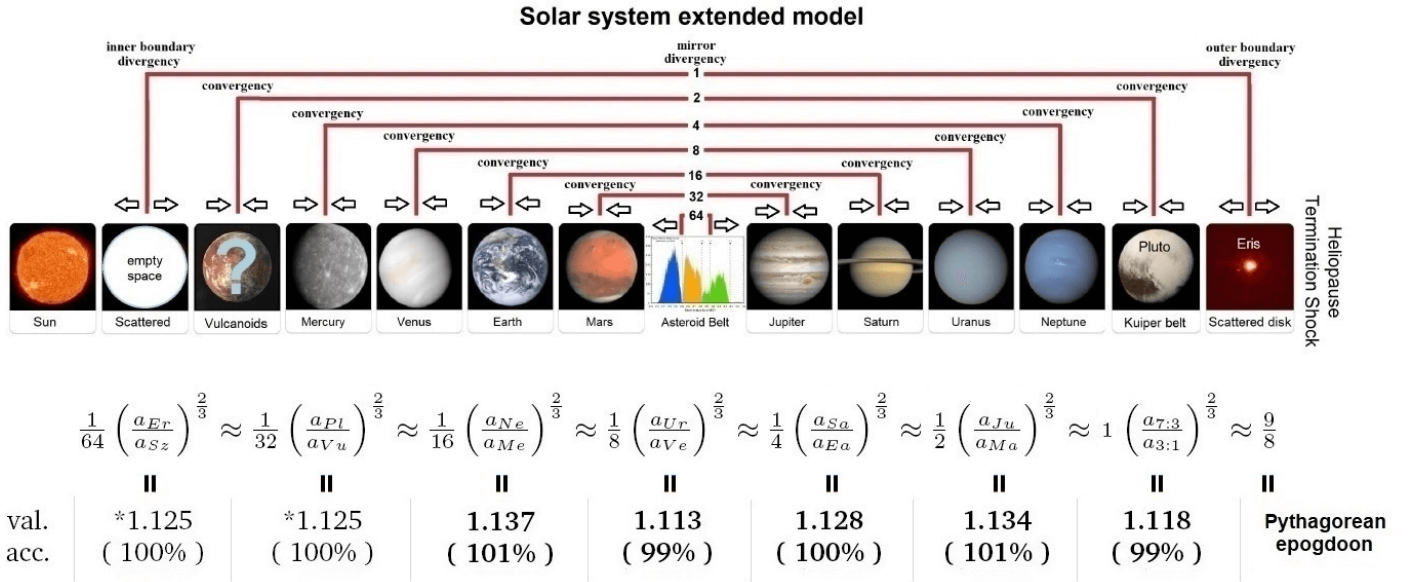 Solar system extended model
inner boundary
divergency
mirror
divergency
outer boundary
divergency
1
convergency
2
convergency
convergency
4
convergency
convergency
8
convergency
convergency
16
convergency
convergency
32
convergency
64
empty
space
?
Pluto
Eris
Sun
Scattered
Vulcanoids
Mercury
Venus
Earth
Mars
Asteroid Belt
Jupiter
Saturn
Uranus
Neptune
Kuiper belt
Scattered disk
Heliopause
Termination Shock
1/64 (a_Er/a_Sz)^(2/3) ≈ 1/32 (a_Pl/a_Vu)^(2/3) ≈ 1/16 (a_Ne/a_Me)^(2/3) ≈ 1/8 (a_Ur/a_Ve)^(2/3) ≈ 1/4 (a_Sa/a_Ea)^(2/3) ≈ 1/2 (a_Ju/a_Ma)^(2/3) ≈ 1 (a_7:3/a_3:1)^(2/3) ≈ 9/8
= = = = = = = =
val. *1.125 *1.125 1.137 1.113 1.128 1.134 1.118 Pythagorean
acc. ( 100% ) ( 100% ) ( 101% ) ( 99% ) ( 100% ) ( 101% ) ( 99% ) epogdoon